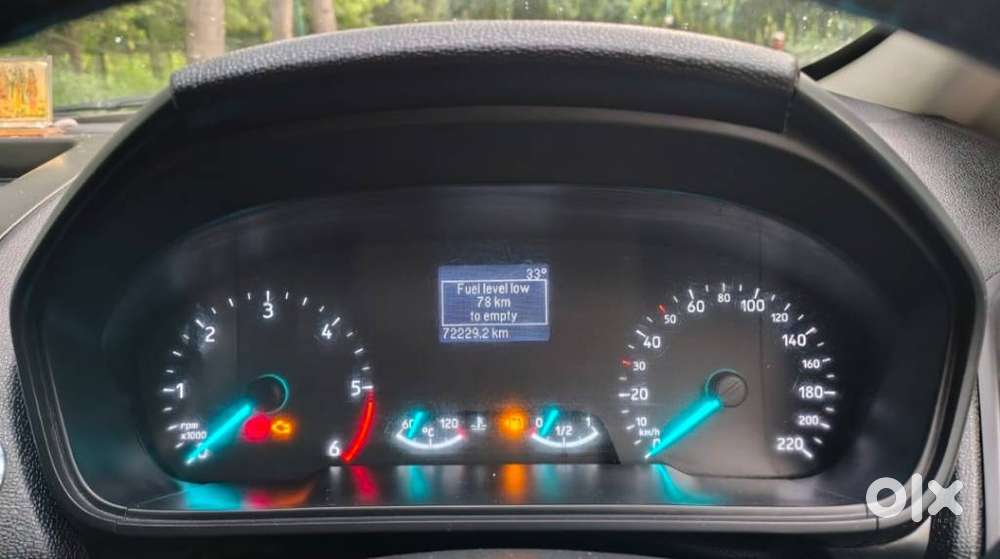 33°
Fuel level low
78 km
to empty
72229.2 km
0 1 2 3 4 5 6
rpm
x1000
60 120
°C
0 1/2 1
0 10 20 30 40 50 60 80 100 120 140 160 180 200 220
km/h
olx